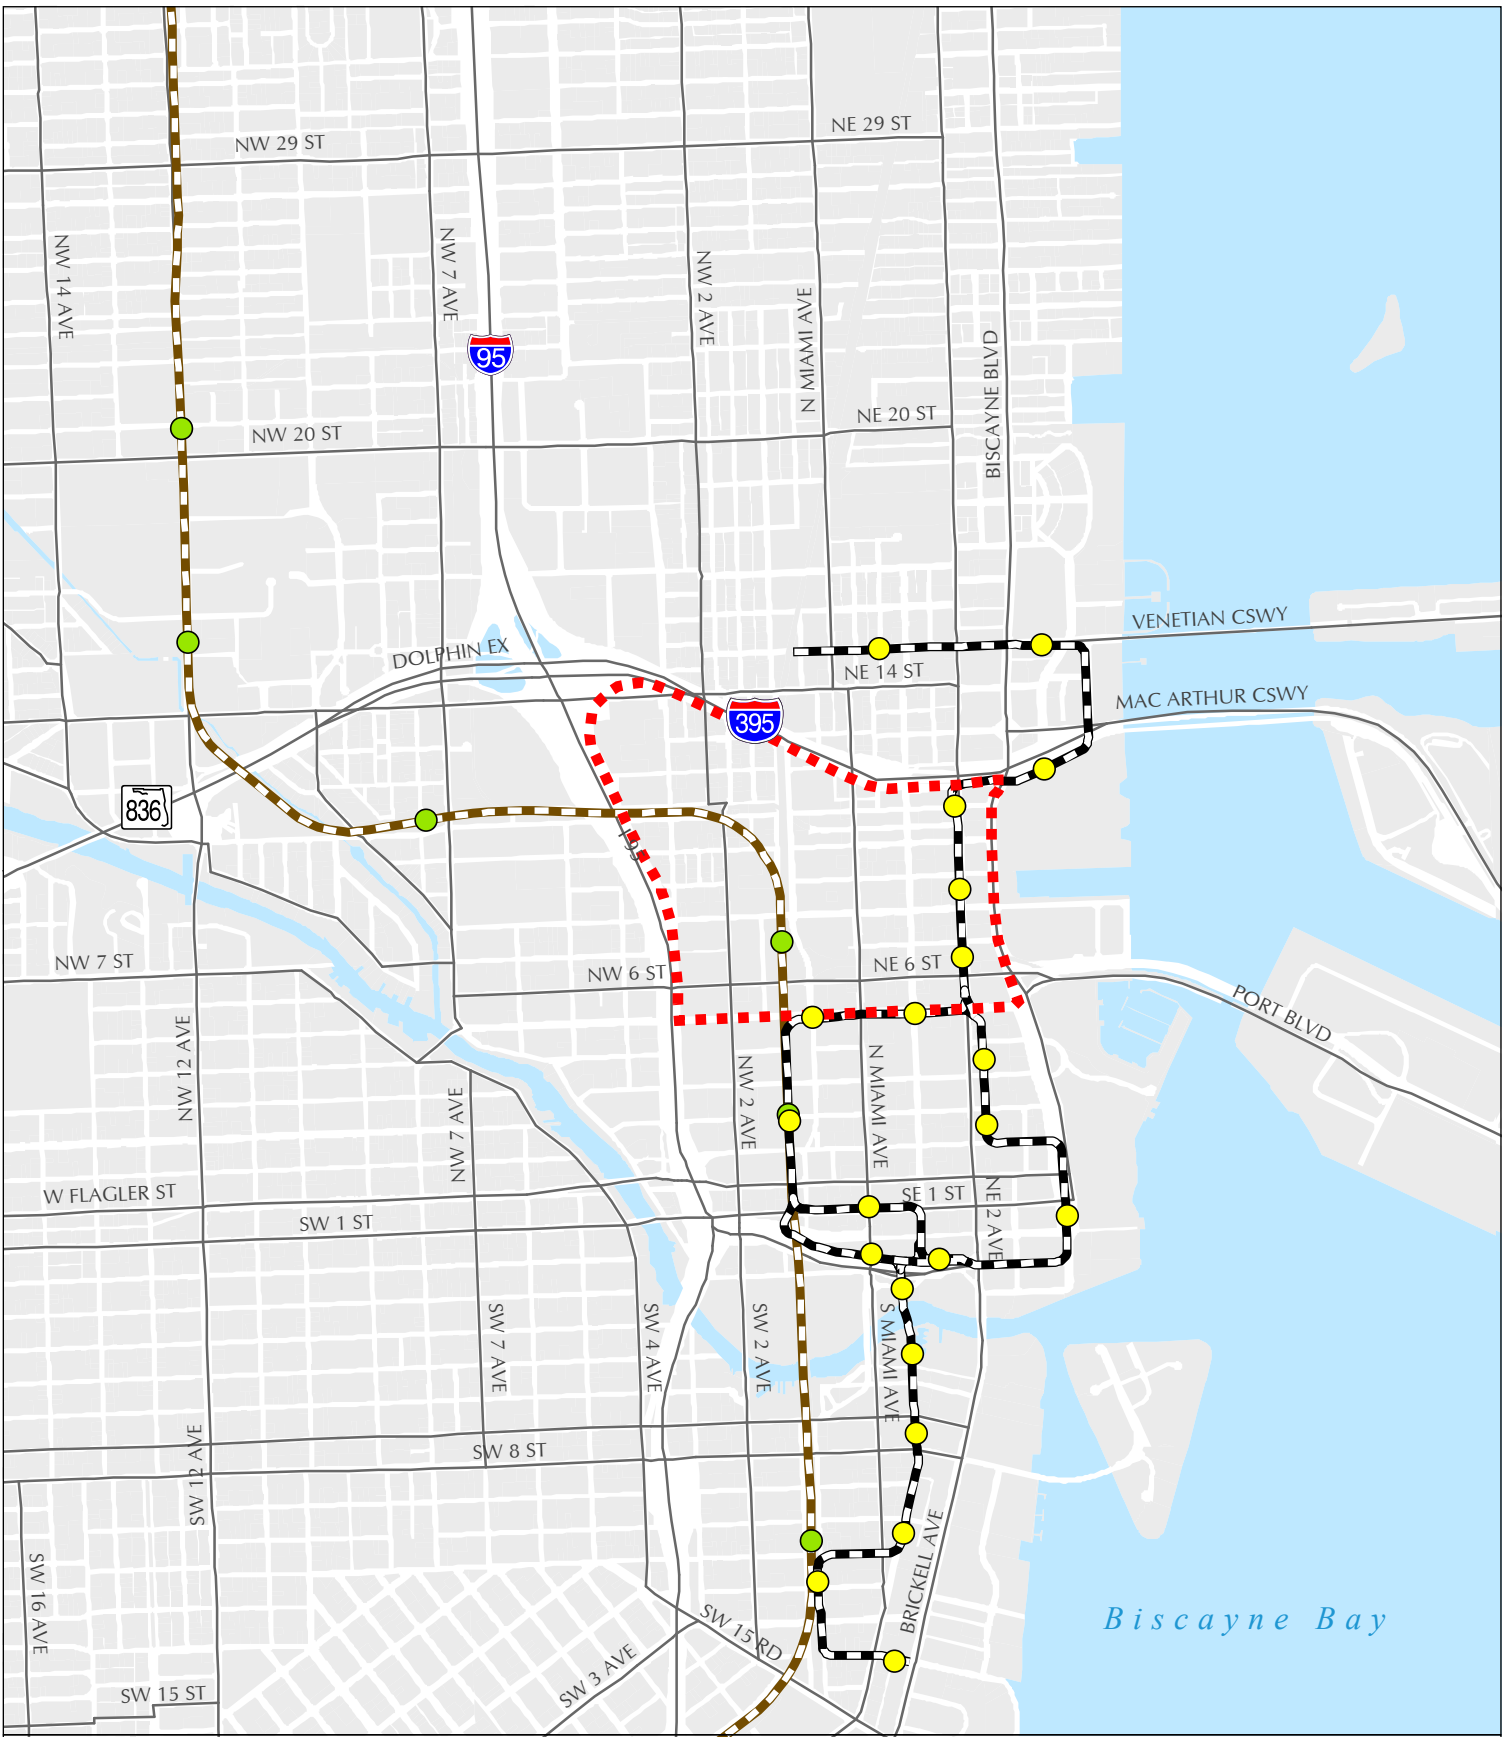 NE 29 ST
NW 29 ST
NW 14 AVE
NW 7 AVE
NW 2 AVE
N MIAMI AVE
BISCAYNE BLVD
95
NE 20 ST
NW 20 ST
VENETIAN CSWY
DOLPHIN EX
NE 14 ST
MAC ARTHUR CSWY
395
836
I-95
NW 7 ST
NW 6 ST
NE 6 ST
PORT BLVD
NW 12 AVE
NW 7 AVE
NW 2 AVE
N MIAMI AVE
W FLAGLER ST
SE 1 ST
NE 2 AVE
SW 1 ST
SW 7 AVE
SW 4 AVE
SW 2 AVE
S MIAMI AVE
SW 8 ST
SW 12 AVE
BRICKELL AVE
SW 16 AVE
Biscayne Bay
SW 15 RD
SW 3 AVE
SW 15 ST